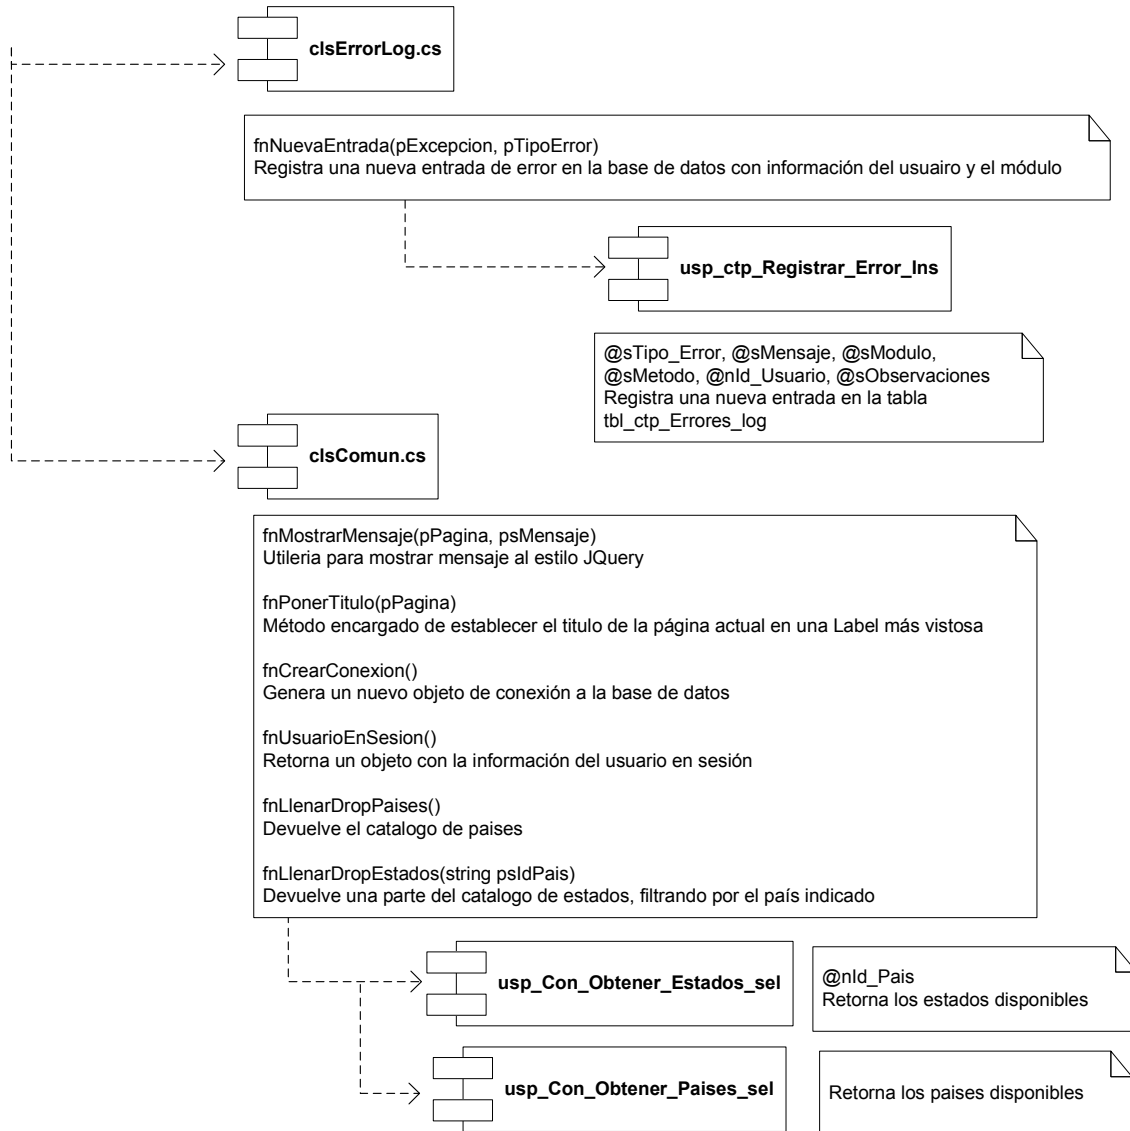 clsErrorLog.cs
fnNuevaEntrada(pExcepcion, pTipoError)
Registra una nueva entrada de error en la base de datos con información del usuairo y el módulo
usp_ctp_Registrar_Error_Ins
@sTipo_Error, @sMensaje, @sModulo,
@sMetodo, @nId_Usuario, @sObservaciones
Registra una nueva entrada en la tabla
tbl_ctp_Errores_log
clsComun.cs
fnMostrarMensaje(pPagina, psMensaje)
Utileria para mostrar mensaje al estilo JQuery
fnPonerTitulo(pPagina)
Método encargado de establecer el titulo de la página actual en una Label más vistosa
fnCrearConexion()
Genera un nuevo objeto de conexión a la base de datos
fnUsuarioEnSesion()
Retorna un objeto con la información del usuario en sesión
fnLlenarDropPaises()
Devuelve el catalogo de paises
fnLlenarDropEstados(string psIdPais)
Devuelve una parte del catalogo de estados, filtrando por el país indicado
usp_Con_Obtener_Estados_sel
@nId_Pais
Retorna los estados disponibles
usp_Con_Obtener_Paises_sel
Retorna los paises disponibles